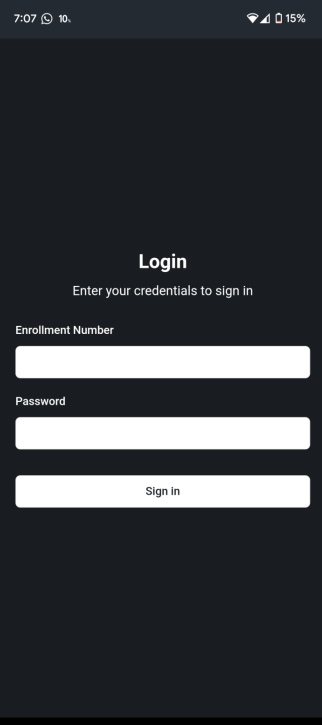 7:07 10
15%
Login
Enter your credentials to sign in
Enrollment Number
Password
Sign in